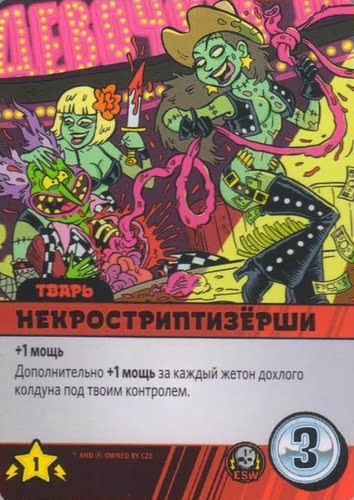 ДЕВОЧ
ТВАРЬ
НЕКРОСТРИПТИЗЁРШИ
+1 мощь
Дополнительно +1 мощь за каждый жетон дохлого
колдуна под твоим контролем.
1
™ AND © OWNED BY CZE
ESW
3